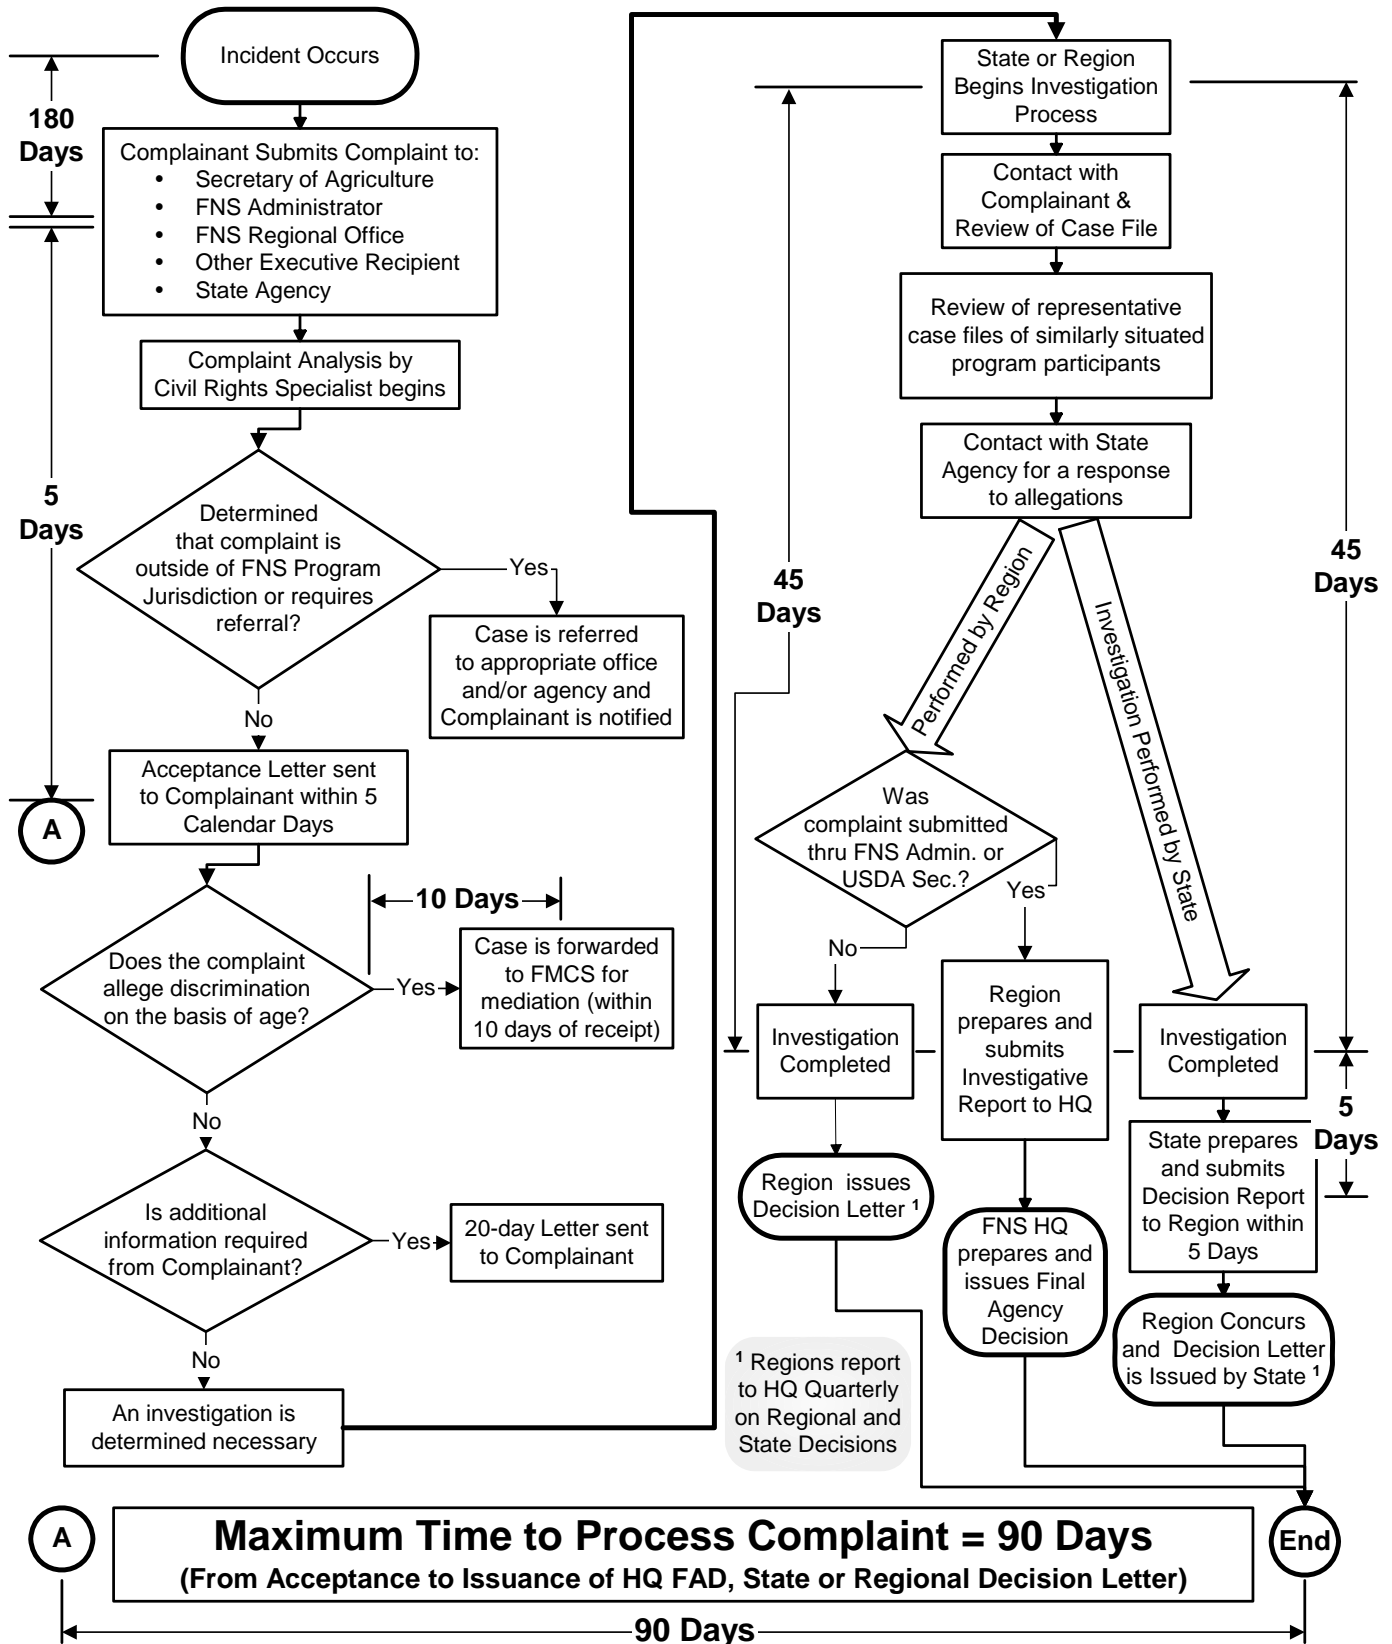 Incident Occurs
180
Days
Complainant Submits Complaint to:
• Secretary of Agriculture
• FNS Administrator
• FNS Regional Office
• Other Executive Recipient
• State Agency
Complaint Analysis by
Civil Rights Specialist begins
5
Days
Determined
that complaint is
outside of FNS Program
Jurisdiction or requires
referral?
Yes
Case is referred
to appropriate office
and/or agency and
Complainant is notified
No
Acceptance Letter sent
to Complainant within 5
Calendar Days
A
Does the complaint
allege discrimination
on the basis of age?
10 Days
Yes
Case is forwarded
to FMCS for
mediation (within
10 days of receipt)
No
Is additional
information required
from Complainant?
Yes
20-day Letter sent
to Complainant
No
An investigation is
determined necessary
State or Region
Begins Investigation
Process
Contact with
Complainant &
Review of Case File
Review of representative
case files of similarly situated
program participants
Contact with State
Agency for a response
to allegations
45
Days
45
Days
Performed by Region
Investigation Performed by State
Was
complaint submitted
thru FNS Admin. or
USDA Sec.?
Yes
No
Investigation
Completed
Region
prepares and
submits
Investigative
Report to HQ
Investigation
Completed
5
Days
Region issues
Decision Letter 1
FNS HQ
prepares and
issues Final
Agency
Decision
State prepares
and submits
Decision Report
to Region within
5 Days
Region Concurs
and Decision Letter
is Issued by State 1
1 Regions report
to HQ Quarterly
on Regional and
State Decisions
A
Maximum Time to Process Complaint = 90 Days
(From Acceptance to Issuance of HQ FAD, State or Regional Decision Letter)
End
90 Days